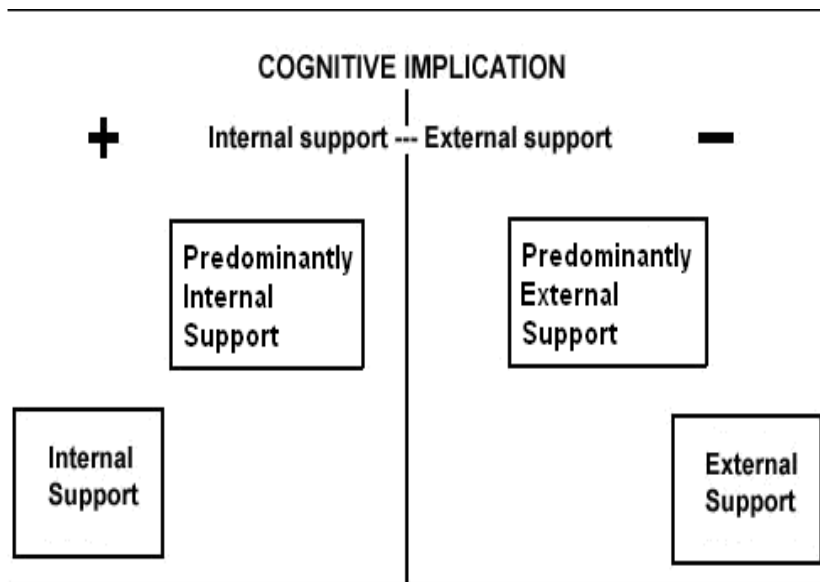 COGNITIVE IMPLICATION
+
Internal support --- External support
−
Predominantly
Internal
Support
Predominantly
External
Support
Internal
Support
External
Support